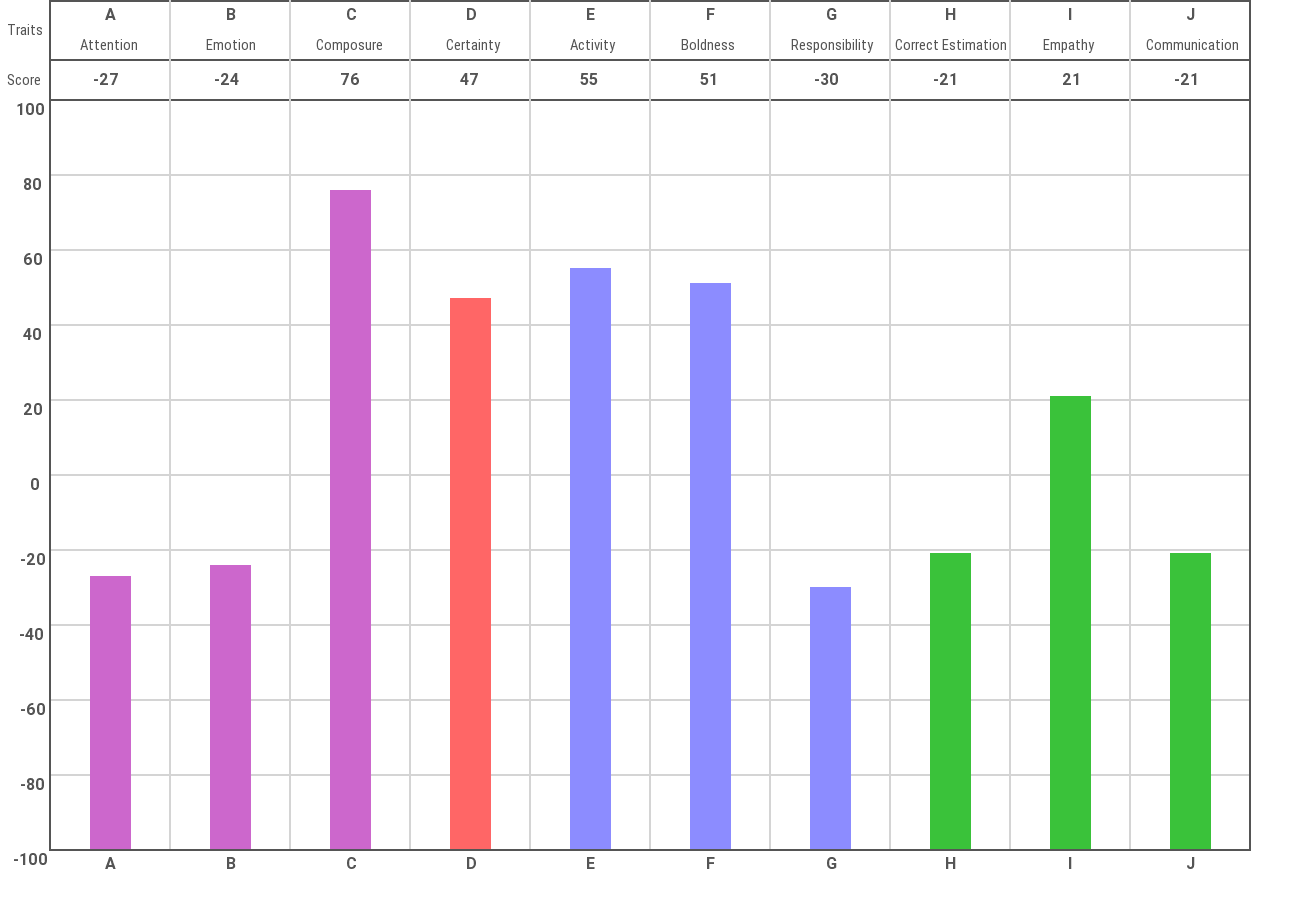 Traits
A B C D E F G H I J
Attention Emotion Composure Certainty Activity Boldness Responsibility Correct Estimation Empathy Communication
Score -27 -24 76 47 55 51 -30 -21 21 -21
100
80
60
40
20
0
-20
-40
-60
-80
-100
A B C D E F G H I J